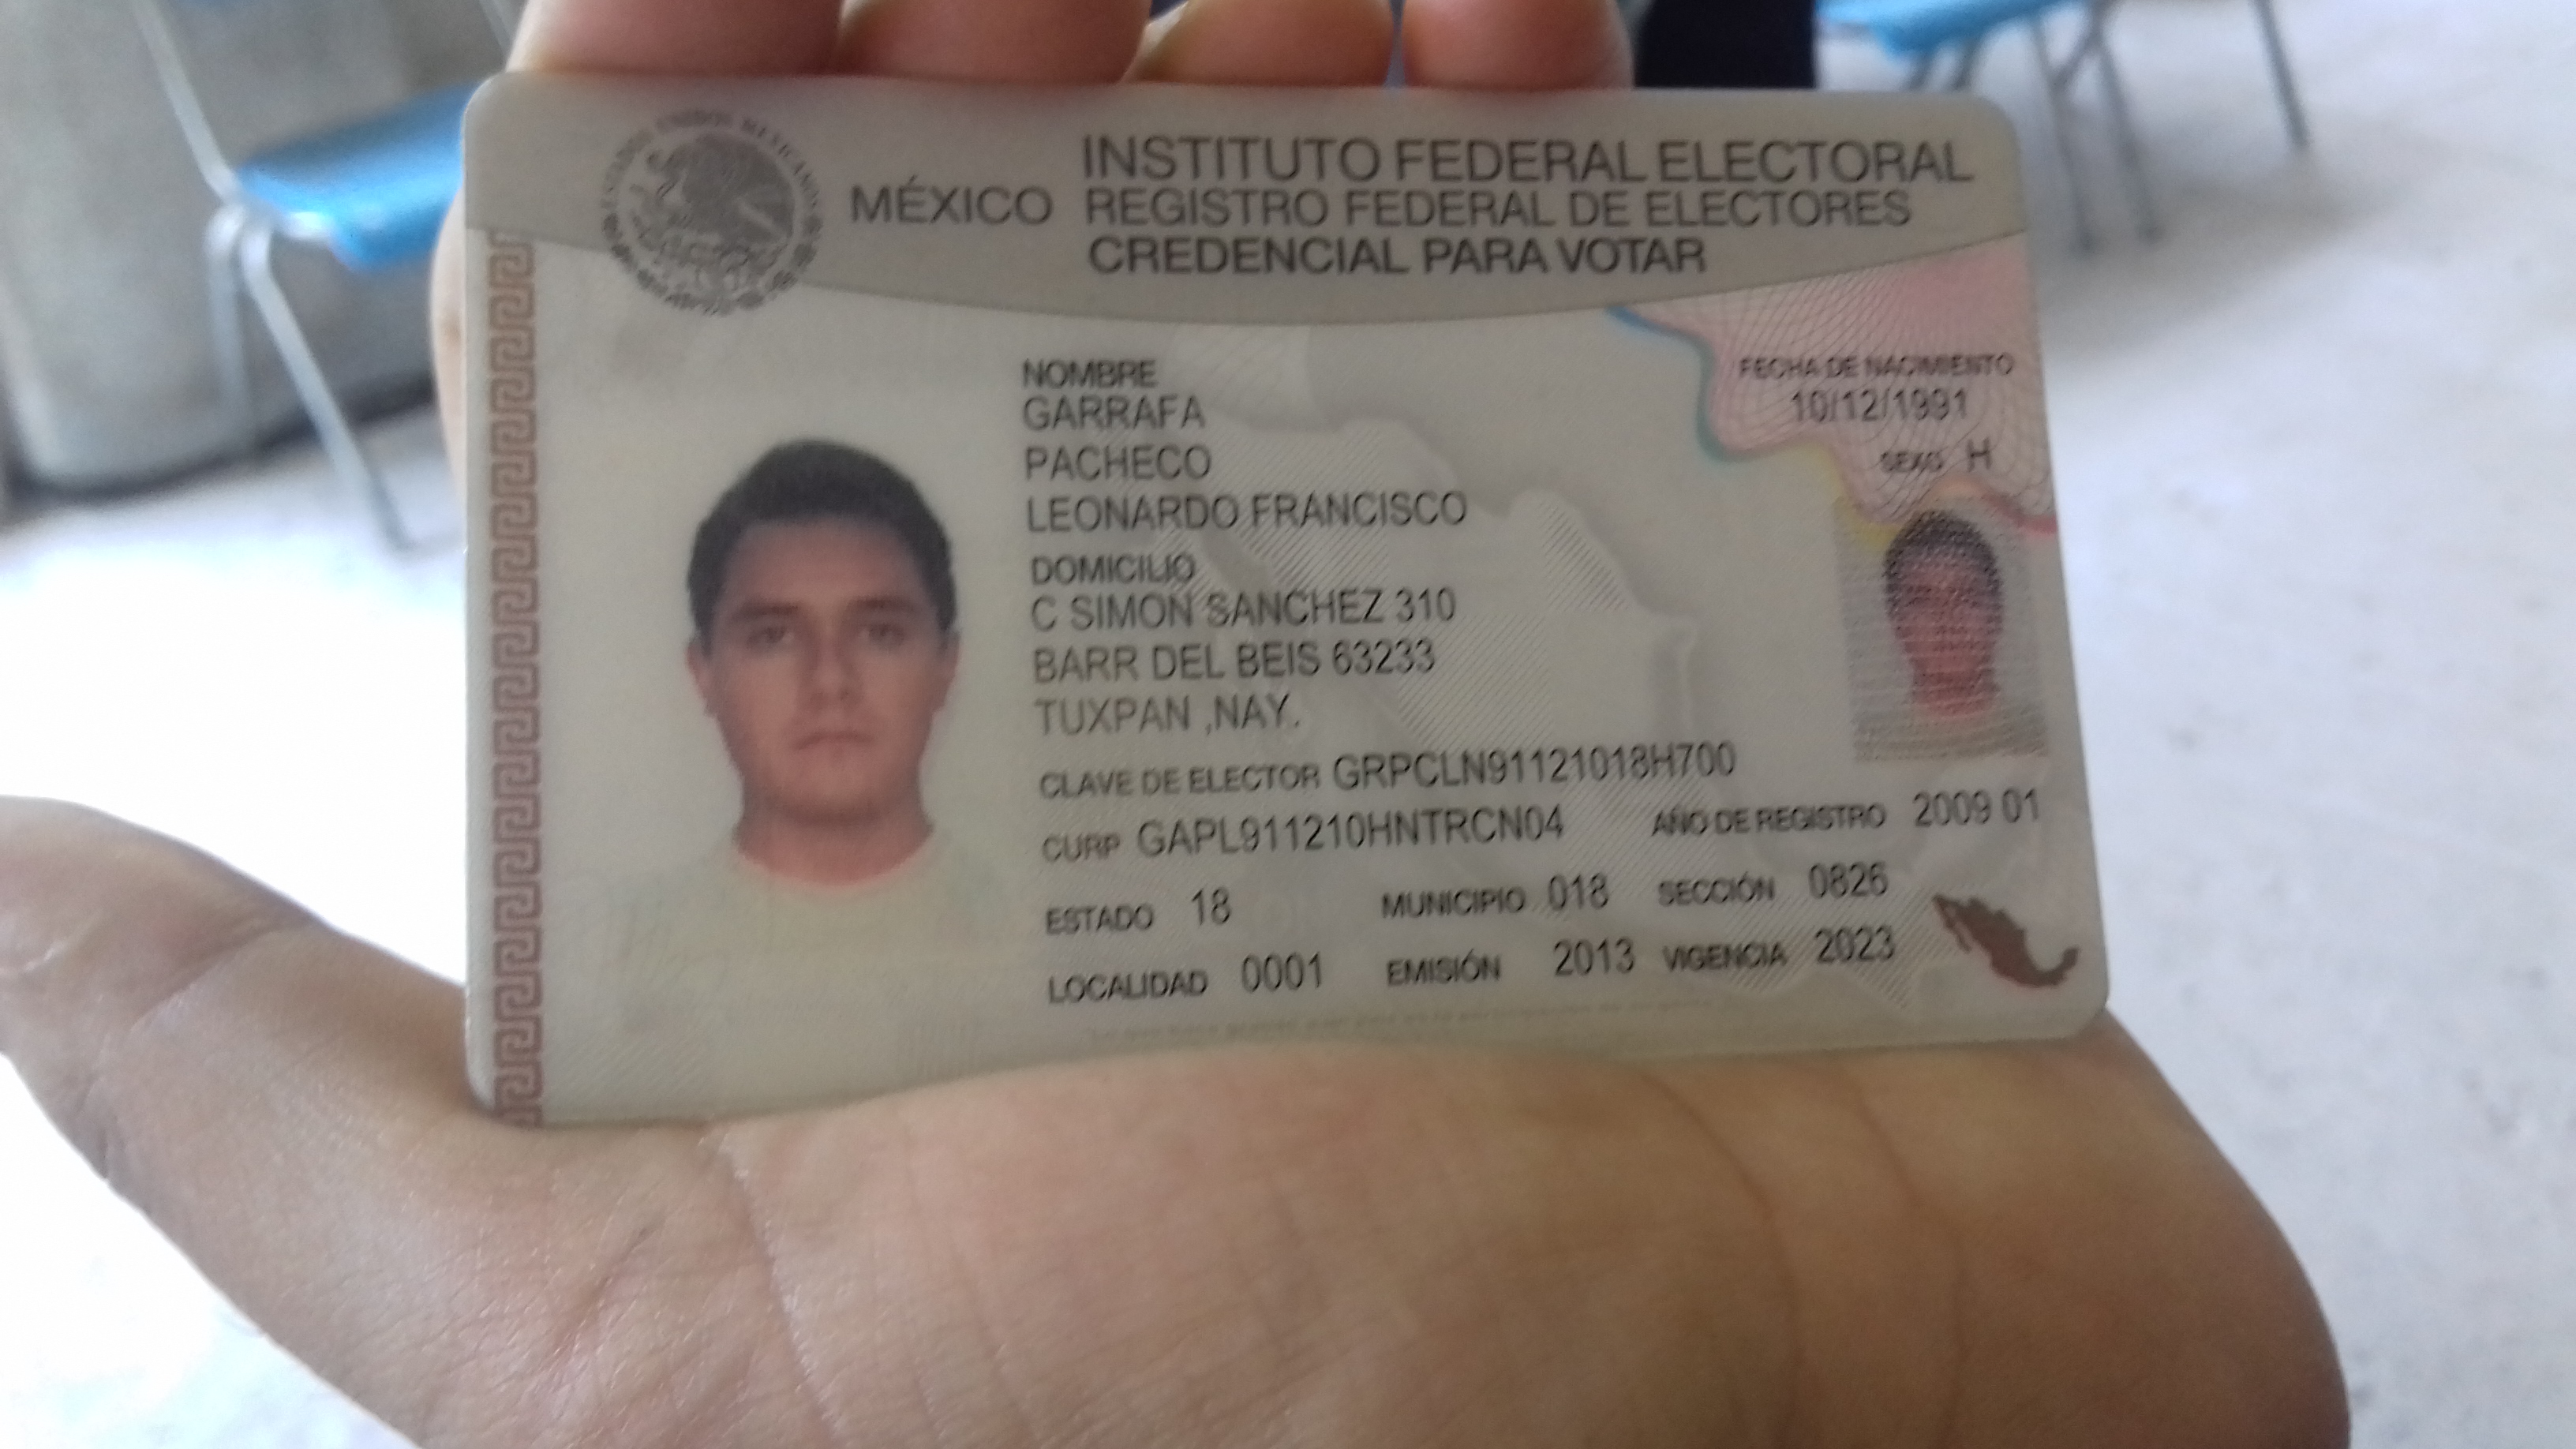 ESTADOS UNIDOS MEXICANOS
MÉXICO
INSTITUTO FEDERAL ELECTORAL
REGISTRO FEDERAL DE ELECTORES
CREDENCIAL PARA VOTAR
NOMBRE
GARRAFA
PACHECO
LEONARDO FRANCISCO
FECHA DE NACIMIENTO
10/12/1991
SEXO H
DOMICILIO
C SIMON SANCHEZ 310
BARR DEL BEIS 63233
TUXPAN ,NAY.
CLAVE DE ELECTOR GRPCLN91121018H700
CURP GAPL911210HNTRCN04 AÑO DE REGISTRO 2009 01
ESTADO 18 MUNICIPIO 018 SECCIÓN 0826
LOCALIDAD 0001 EMISIÓN 2013 VIGENCIA 2023